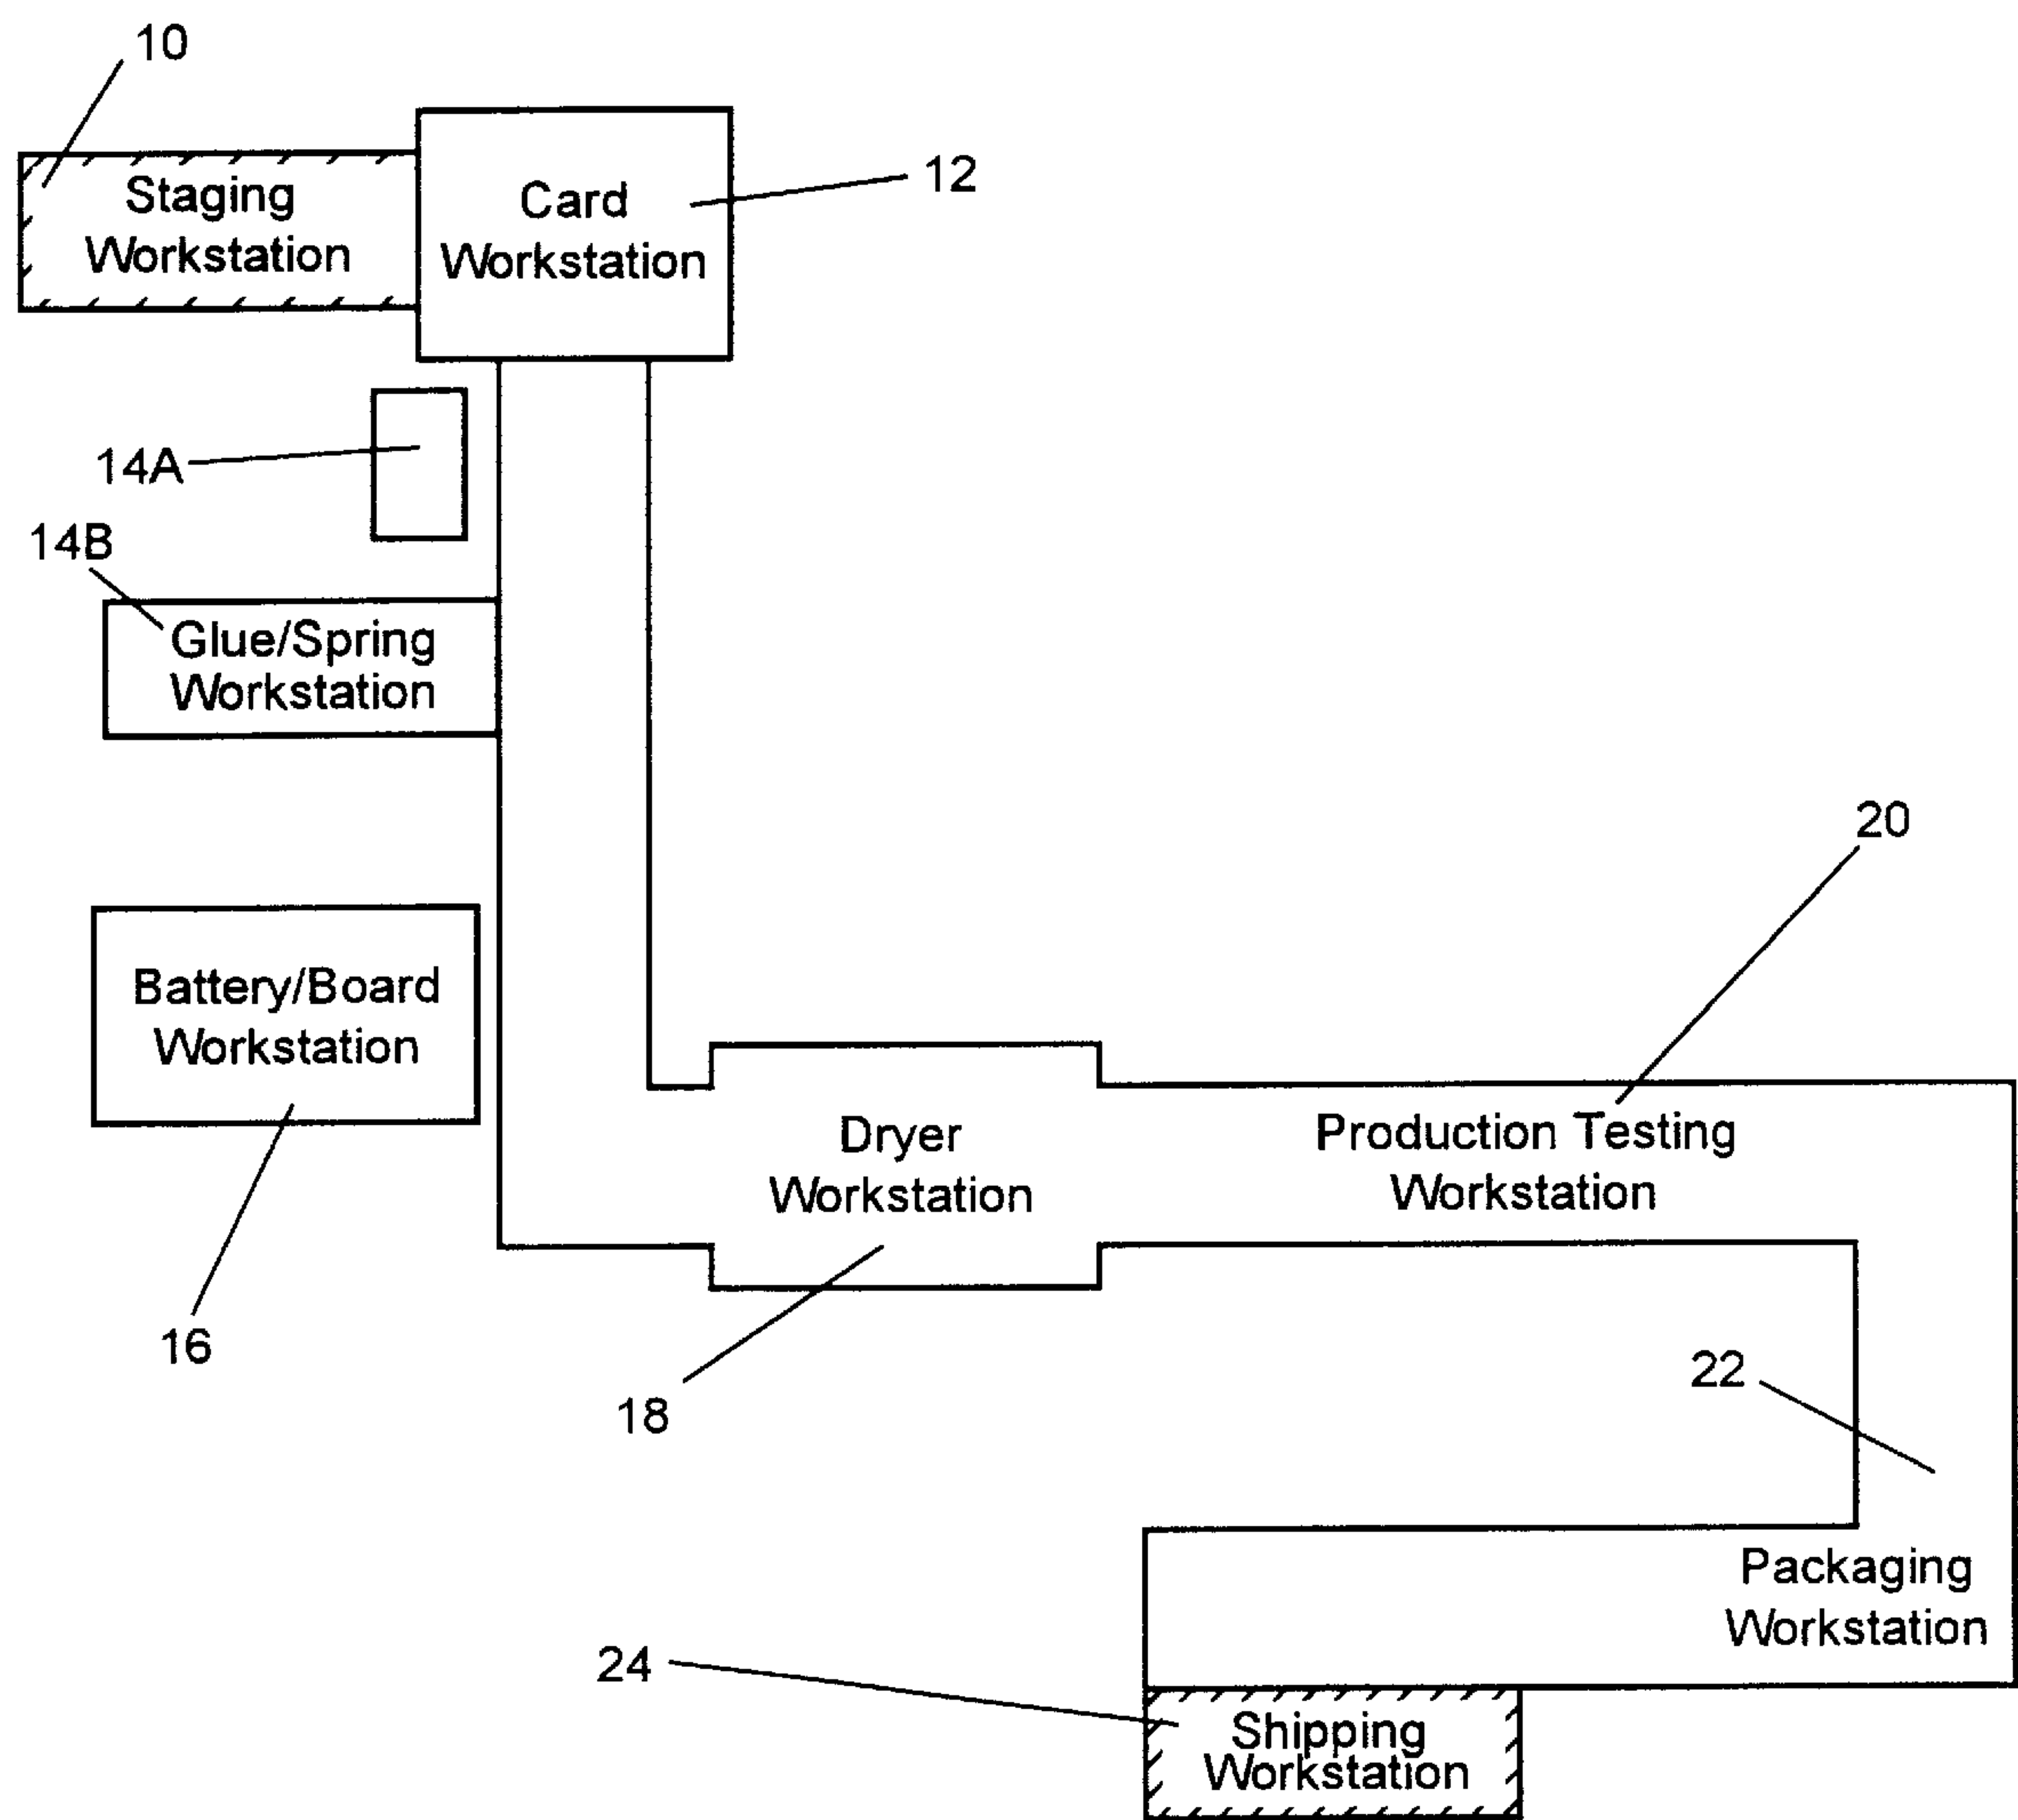 10
Staging
Workstation
Card
Workstation
12
14A
14B
Glue/Spring
Workstation
20
Battery/Board
Workstation
Dryer
Workstation
Production Testing
Workstation
16
18
22
Packaging
Workstation
24
Shipping
Workstation